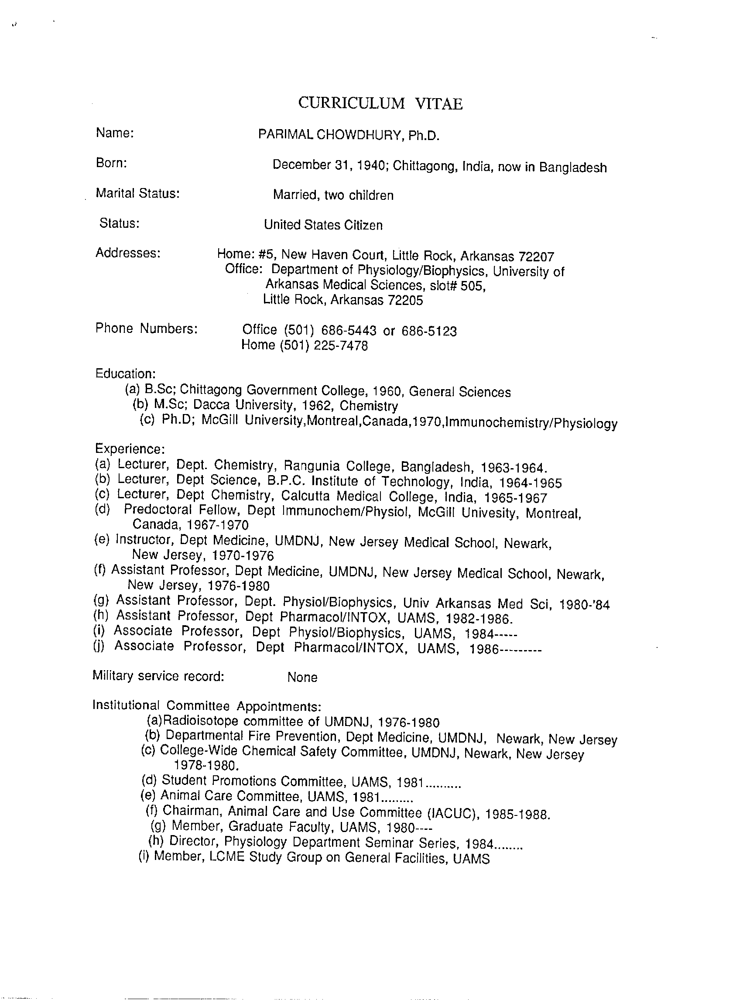 CURRICULUM VITAE
Name: PARIMAL CHOWDHURY, Ph.D.
Born: December 31, 1940; Chittagong, India, now in Bangladesh
Marital Status: Married, two children
Status: United States Citizen
Addresses: Home: #5, New Haven Court, Little Rock, Arkansas 72207
Office: Department of Physiology/Biophysics, University of
Arkansas Medical Sciences, slot# 505,
Little Rock, Arkansas 72205
Phone Numbers: Office (501) 686-5443 or 686-5123
Home (501) 225-7478
Education:
(a) B.Sc; Chittagong Government College, 1960, General Sciences
(b) M.Sc; Dacca University, 1962, Chemistry
(c) Ph.D; McGill University,Montreal,Canada,1970,Immunochemistry/Physiology
Experience:
(a) Lecturer, Dept. Chemistry, Rangunia College, Bangladesh, 1963-1964.
(b) Lecturer, Dept Science, B.P.C. Institute of Technology, India, 1964-1965
(c) Lecturer, Dept Chemistry, Calcutta Medical College, India, 1965-1967
(d) Predoctoral Fellow, Dept Immunochem/Physiol, McGill Univesity, Montreal,
Canada, 1967-1970
(e) Instructor, Dept Medicine, UMDNJ, New Jersey Medical School, Newark,
New Jersey, 1970-1976
(f) Assistant Professor, Dept Medicine, UMDNJ, New Jersey Medical School, Newark,
New Jersey, 1976-1980
(g) Assistant Professor, Dept. Physiol/Biophysics, Univ Arkansas Med Sci, 1980-'84
(h) Assistant Professor, Dept Pharmacol/INTOX, UAMS, 1982-1986.
(i) Associate Professor, Dept Physiol/Biophysics, UAMS, 1984-----
(j) Associate Professor, Dept Pharmacol/INTOX, UAMS, 1986---------
Military service record: None
Institutional Committee Appointments:
(a)Radioisotope committee of UMDNJ, 1976-1980
(b) Departmental Fire Prevention, Dept Medicine, UMDNJ, Newark, New Jersey
(c) College-Wide Chemical Safety Committee, UMDNJ, Newark, New Jersey
1978-1980.
(d) Student Promotions Committee, UAMS, 1981..........
(e) Animal Care Committee, UAMS, 1981.........
(f) Chairman, Animal Care and Use Committee (IACUC), 1985-1988.
(g) Member, Graduate Faculty, UAMS, 1980----
(h) Director, Physiology Department Seminar Series, 1984........
(i) Member, LCME Study Group on General Facilities, UAMS